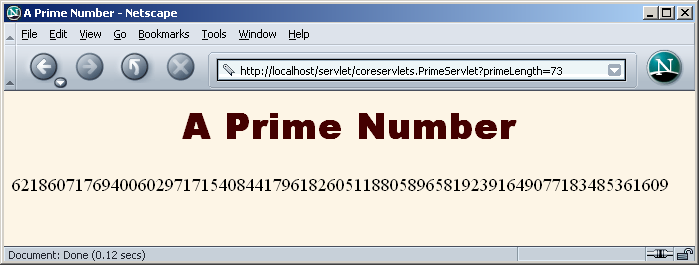 A Prime Number - Netscape
File Edit View Go Bookmarks Tools Window Help
http://localhost/servlet/coreservlets.PrimeServlet?primeLength=73
N
A Prime Number
6218607176940060297171540844179618260511880589658192391649077183485361609
Document: Done (0.12 secs)